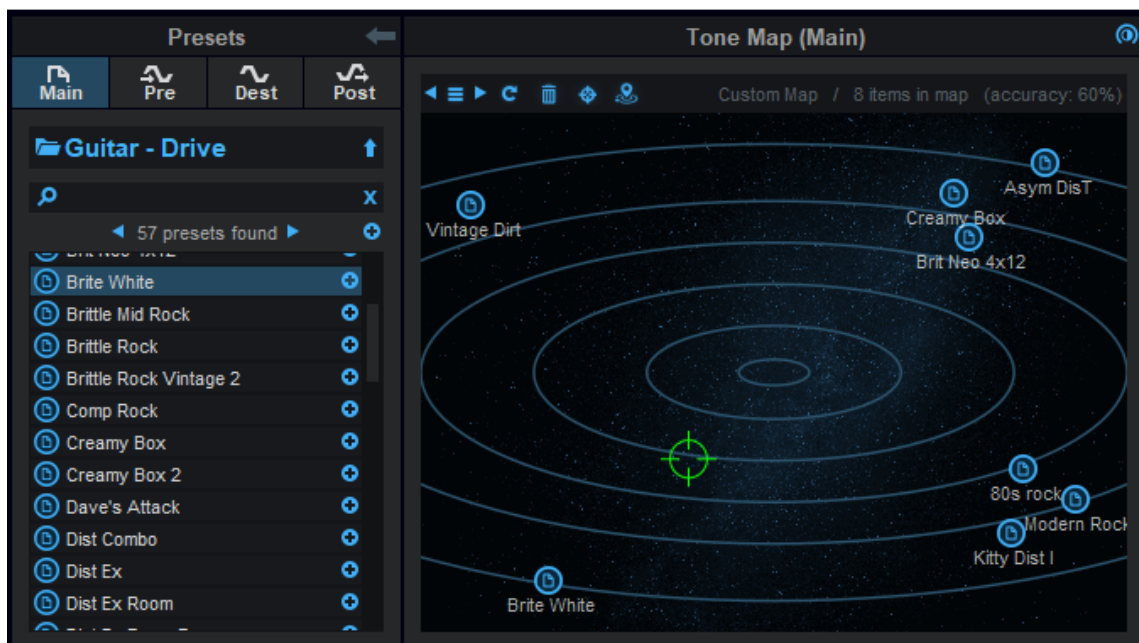 Presets
Tone Map (Main)
Main
Pre
Dest
Post
Custom Map / 8 items in map (accuracy: 60%)
Guitar - Drive
X
57 presets found
Brit Neo 4x12
Brite White
Brittle Mid Rock
Brittle Rock
Brittle Rock Vintage 2
Comp Rock
Creamy Box
Creamy Box 2
Dave's Attack
Dist Combo
Dist Ex
Dist Ex Room
Asym DisT
Creamy Box
Vintage Dirt
Brit Neo 4x12
80s rock
Modern Rock
Kitty Dist I
Brite White